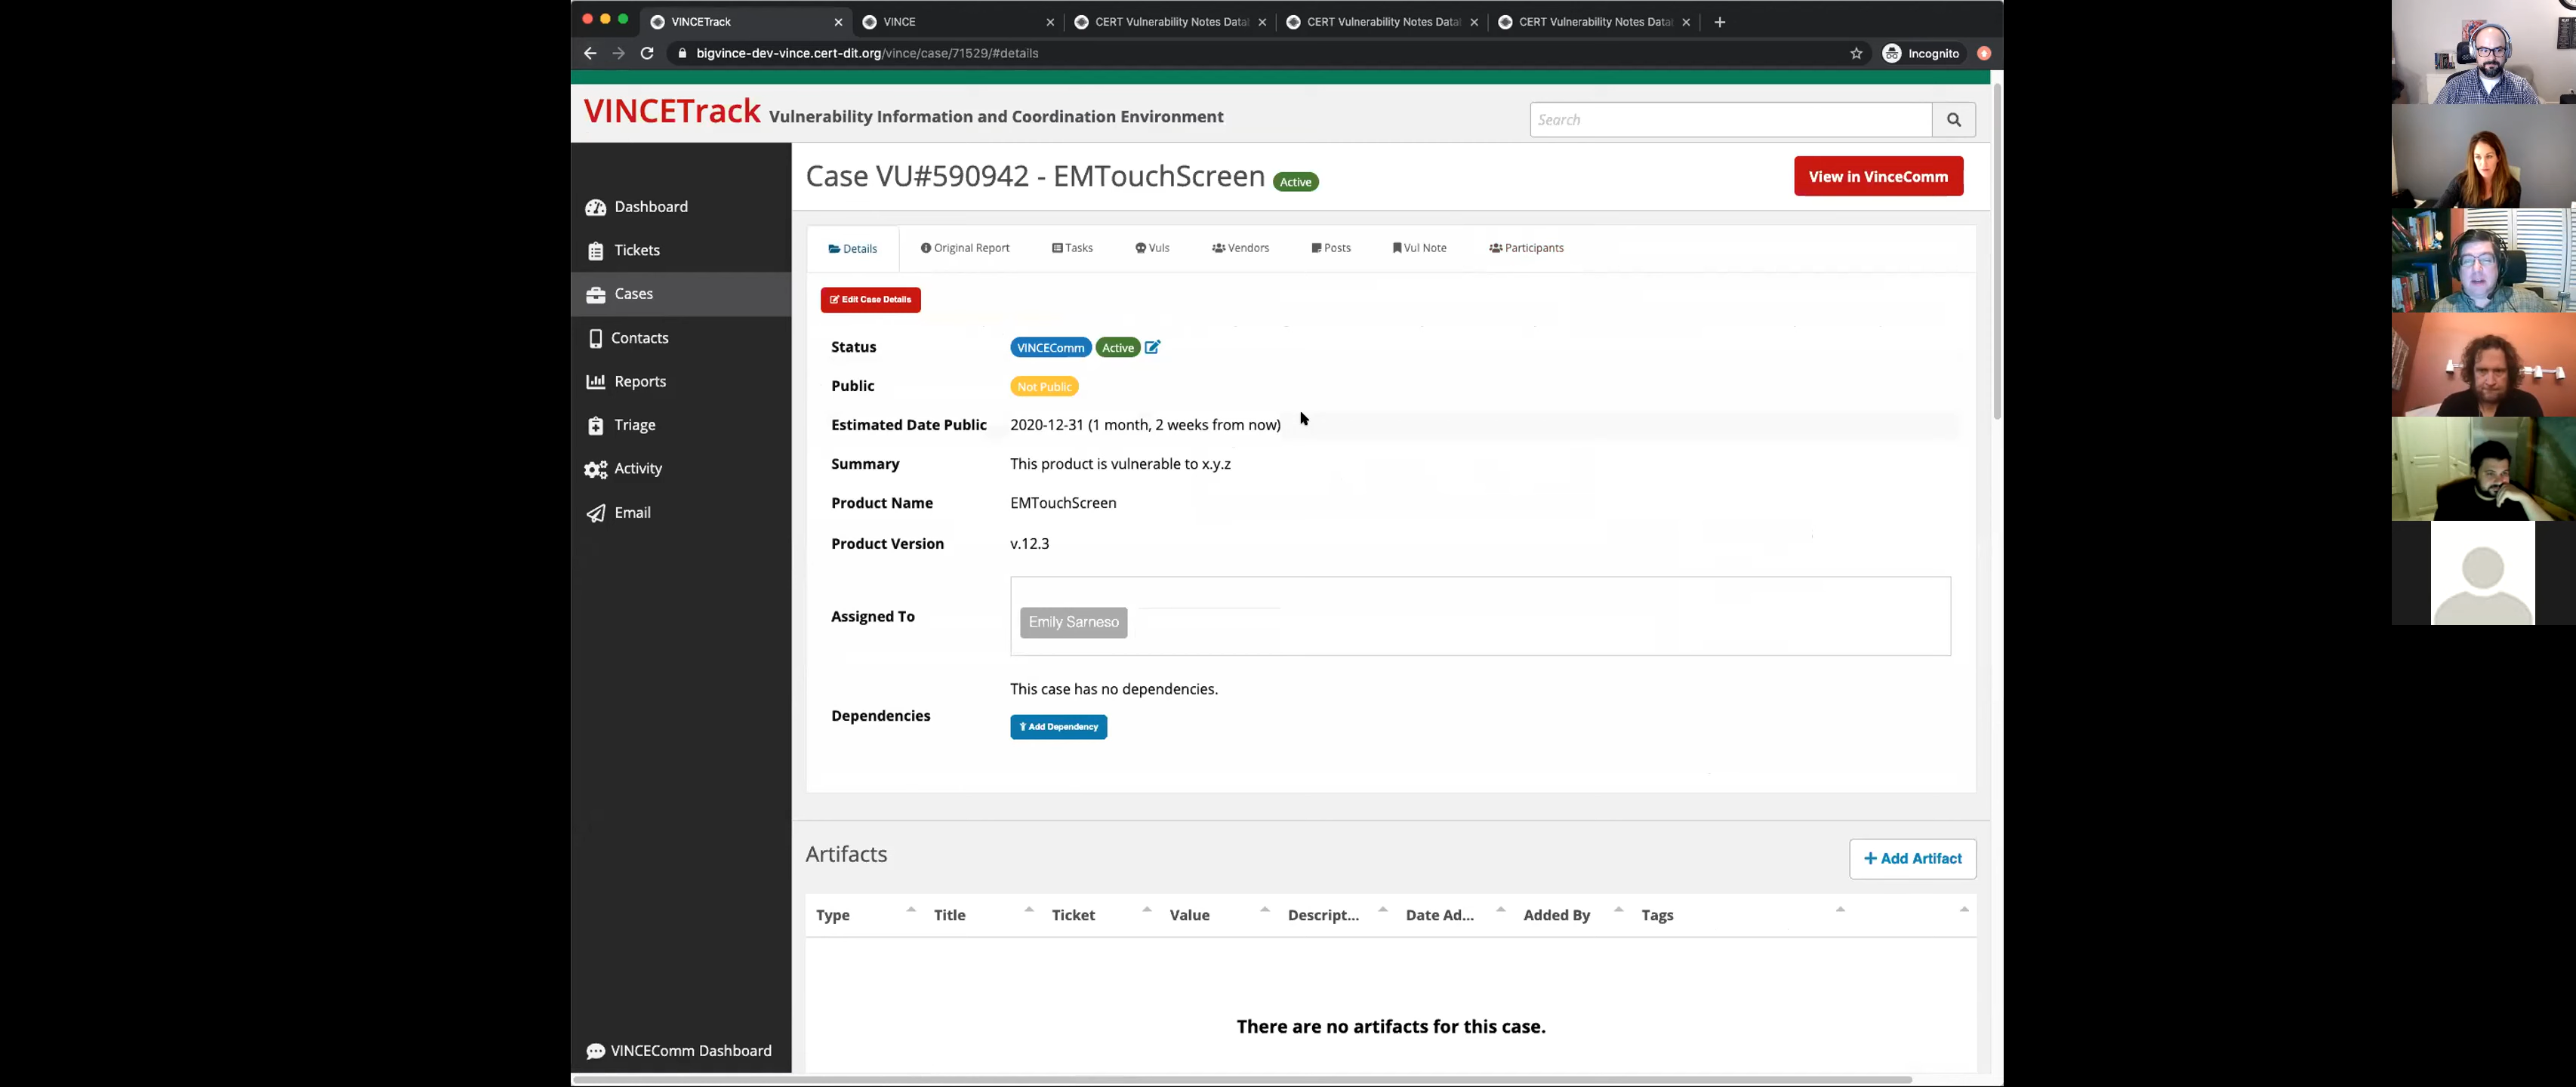 VINCETrack
VINCE
CERT Vulnerability Notes Data
CERT Vulnerability Notes Data
CERT Vulnerability Notes Data
bigvince-dev-vince.cert-dit.org/vince/case/71529/#details
Incognito
VINCETrack Vulnerability Information and Coordination Environment
Search
Dashboard
Tickets
Cases
Contacts
Reports
Triage
Activity
Email
VINCEComm Dashboard
Case VU#590942 - EMTouchScreen Active
View in VinceComm
Details Original Report Tasks Vuls Vendors Posts Vul Note Participants
Edit Case Details
Status VINCEComm Active
Public Not Public
Estimated Date Public 2020-12-31 (1 month, 2 weeks from now)
Summary This product is vulnerable to x.y.z
Product Name EMTouchScreen
Product Version v.12.3
Assigned To Emily Sarneso
This case has no dependencies.
Dependencies
Add Dependency
Artifacts
+ Add Artifact
Type Title Ticket Value Descript... Date Ad... Added By Tags
There are no artifacts for this case.